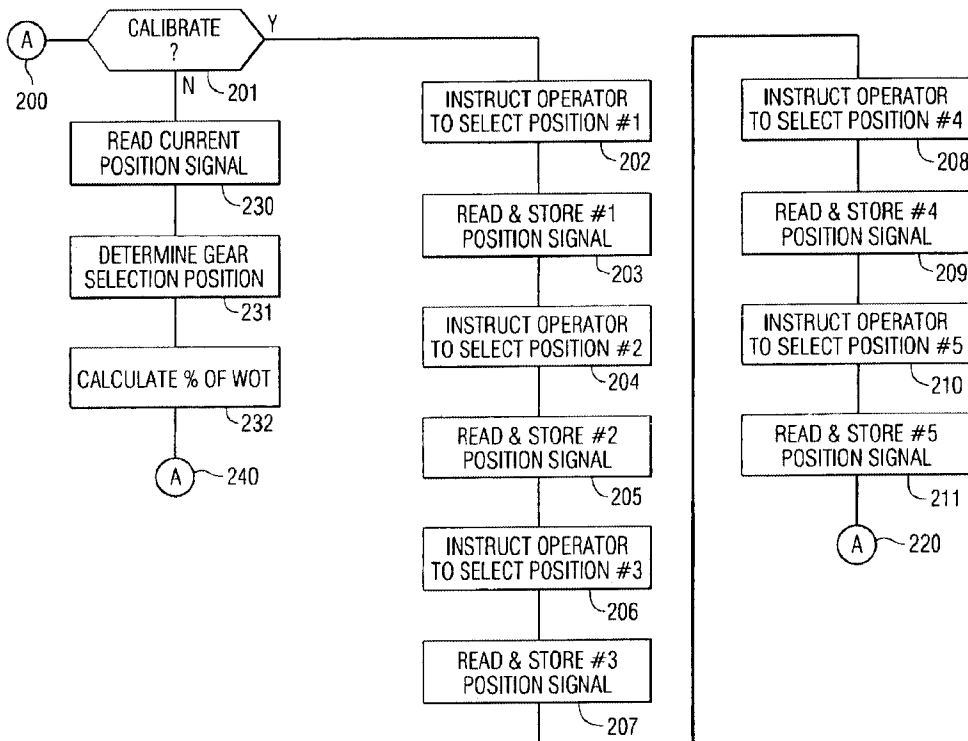 A
200
CALIBRATE
?
201
Y
N
READ CURRENT
POSITION SIGNAL
230
DETERMINE GEAR
SELECTION POSITION
231
CALCULATE % OF WOT
232
A
240
INSTRUCT OPERATOR
TO SELECT POSITION #1
202
READ & STORE #1
POSITION SIGNAL
203
INSTRUCT OPERATOR
TO SELECT POSITION #2
204
READ & STORE #2
POSITION SIGNAL
205
INSTRUCT OPERATOR
TO SELECT POSITION #3
206
READ & STORE #3
POSITION SIGNAL
207
INSTRUCT OPERATOR
TO SELECT POSITION #4
208
READ & STORE #4
POSITION SIGNAL
209
INSTRUCT OPERATOR
TO SELECT POSITION #5
210
READ & STORE #5
POSITION SIGNAL
211
A
220